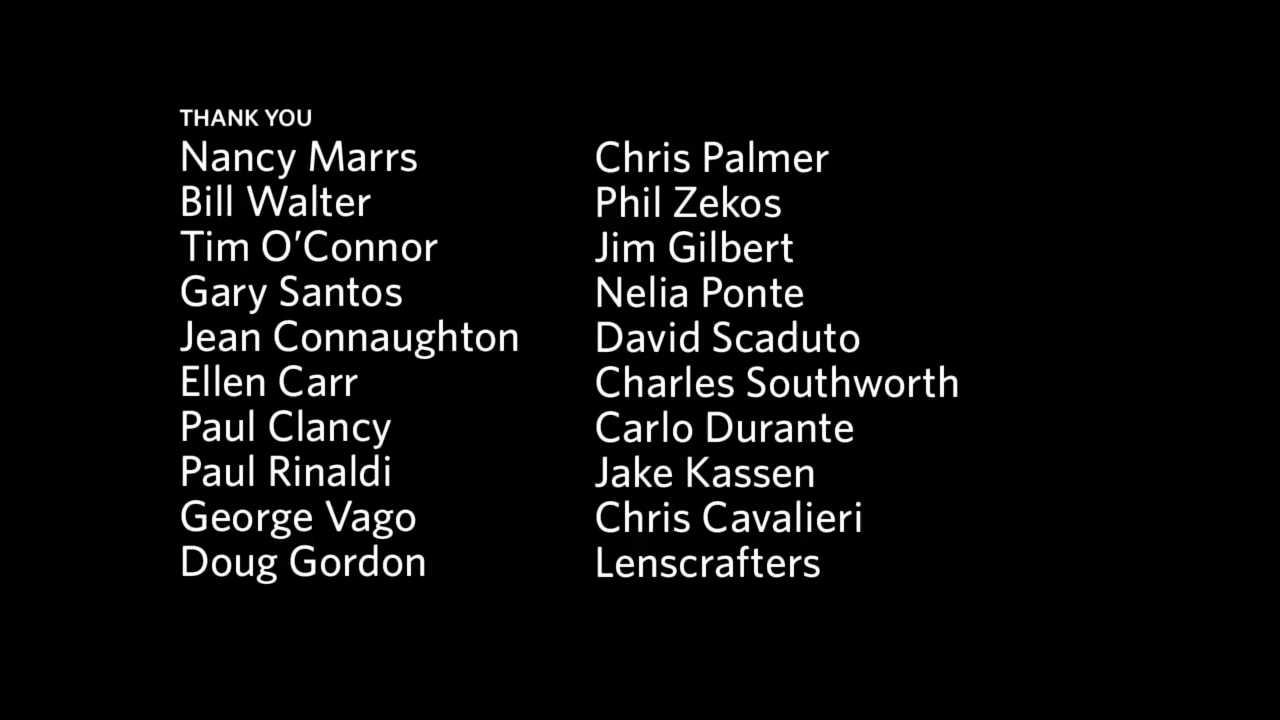 THANK YOU
Nancy Marrs
Bill Walter
Tim O’Connor
Gary Santos
Jean Connaughton
Ellen Carr
Paul Clancy
Paul Rinaldi
George Vago
Doug Gordon
Chris Palmer
Phil Zekos
Jim Gilbert
Nelia Ponte
David Scaduto
Charles Southworth
Carlo Durante
Jake Kassen
Chris Cavalieri
Lenscrafters